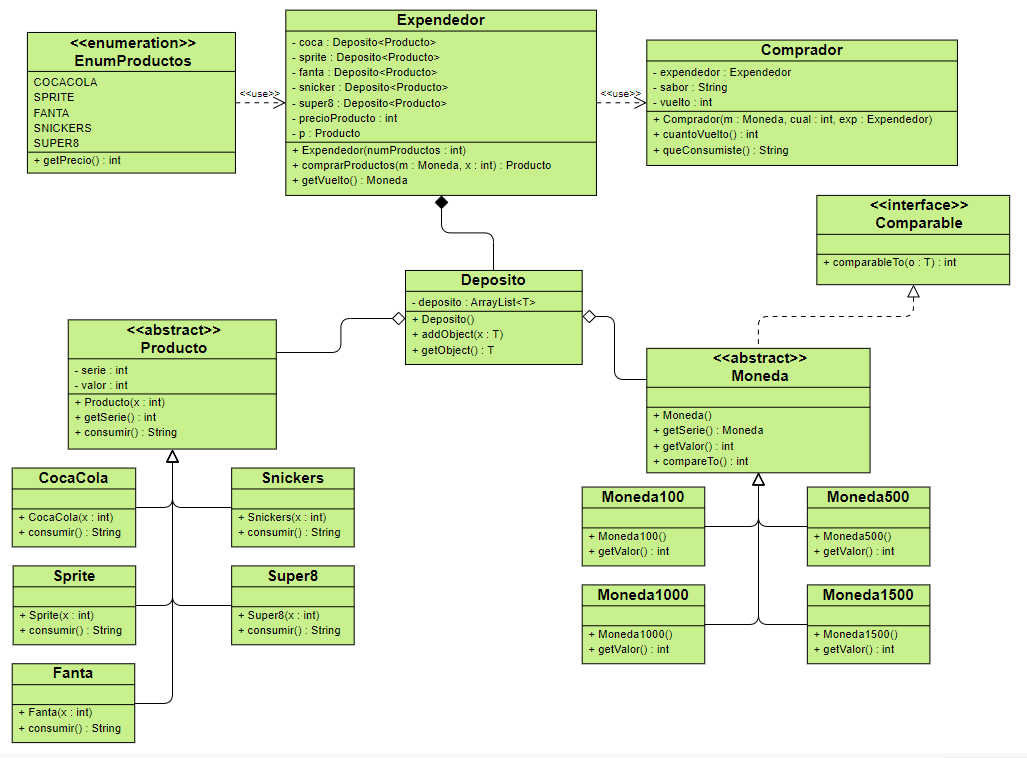 <<enumeration>>
EnumProductos
COCACOLA
SPRITE
FANTA
SNICKERS
SUPER8
+ getPrecio() : int
<<use>>
Expendedor
- coca : Deposito<Producto>
- sprite : Deposito<Producto>
- fanta : Deposito<Producto>
- snicker : Deposito<Producto>
- super8 : Deposito<Producto>
- precioProducto : int
- p : Producto
+ Expendedor(numProductos : int)
+ comprarProductos(m : Moneda, x : int) : Producto
+ getVuelto() : Moneda
<<use>>
Comprador
- expendedor : Expendedor
- sabor : String
- vuelto : int
+ Comprador(m : Moneda, cual : int, exp : Expendedor)
+ cuantoVuelto() : int
+ queConsumiste() : String
<<interface>>
Comparable
+ comparableTo(o : T) : int
Deposito
- deposito : ArrayList<T>
+ Deposito()
+ addObject(x : T)
+ getObject() : T
<<abstract>>
Producto
- serie : int
- valor : int
+ Producto(x : int)
+ getSerie() : int
+ consumir() : String
<<abstract>>
Moneda
+ Moneda()
+ getSerie() : Moneda
+ getValor() : int
+ compareTo() : int
CocaCola
+ CocaCola(x : int)
+ consumir() : String
Snickers
+ Snickers(x : int)
+ consumir() : String
Sprite
+ Sprite(x : int)
+ consumir() : String
Super8
+ Super8(x : int)
+ consumir() : String
Fanta
+ Fanta(x : int)
+ consumir() : String
Moneda100
+ Moneda100()
+ getValor() : int
Moneda500
+ Moneda500()
+ getValor() : int
Moneda1000
+ Moneda1000()
+ getValor() : int
Moneda1500
+ Moneda1500()
+ getValor() : int